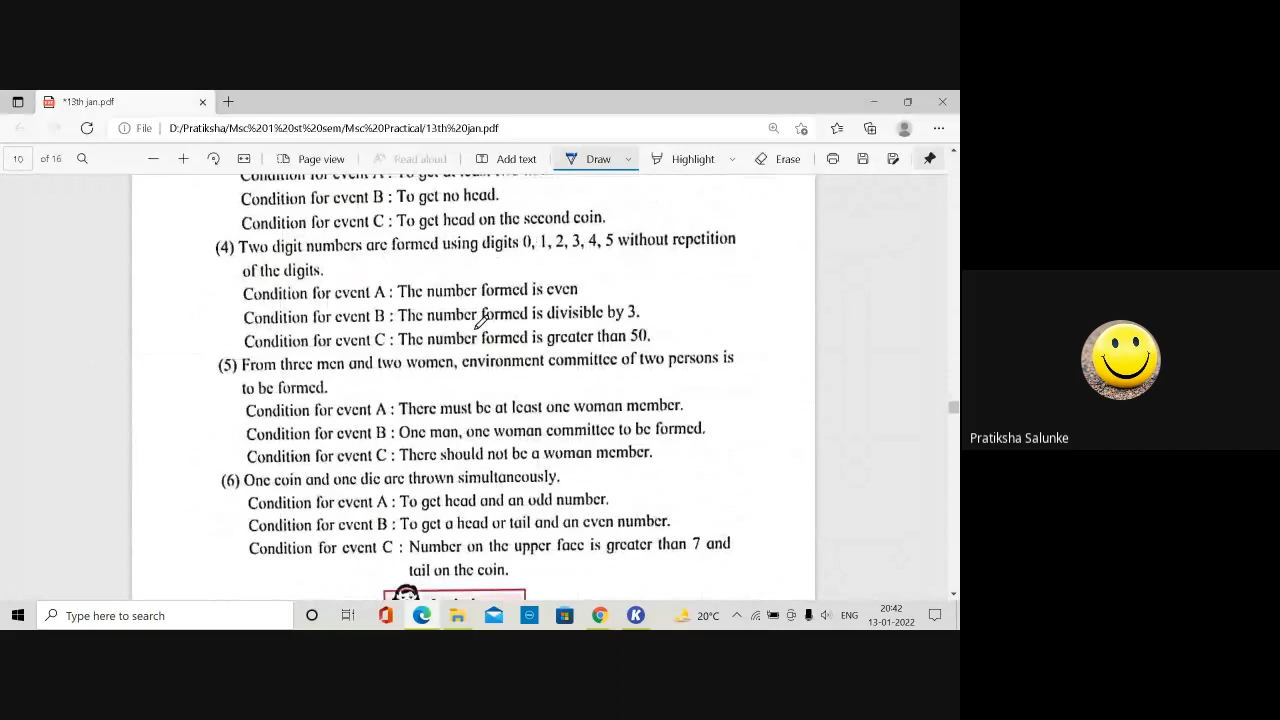 *13th jan.pdf
File D:/Pratiksha/Msc%201%20st%20sem/Msc%20Practical/13th%20jan.pdf
10 of 16 Page view Read aloud Add text Draw Highlight Erase
Condition for event A : To get at least two
Condition for event B : To get no head.
Condition for event C : To get head on the second coin.
(4) Two digit numbers are formed using digits 0, 1, 2, 3, 4, 5 without repetition
of the digits.
Condition for event A : The number formed is even
Condition for event B : The number formed is divisible by 3.
Condition for event C : The number formed is greater than 50.
(5) From three men and two women, environment committee of two persons is
to be formed.
Condition for event A : There must be at least one woman member.
Condition for event B : One man, one woman committee to be formed.
Condition for event C : There should not be a woman member.
(6) One coin and one die are thrown simultaneously.
Condition for event A : To get head and an odd number.
Condition for event B : To get a head or tail and an even number.
Condition for event C : Number on the upper face is greater than 7 and
tail on the coin.
Pratiksha Salunke
Type here to search
20°C
ENG
20:42
13-01-2022